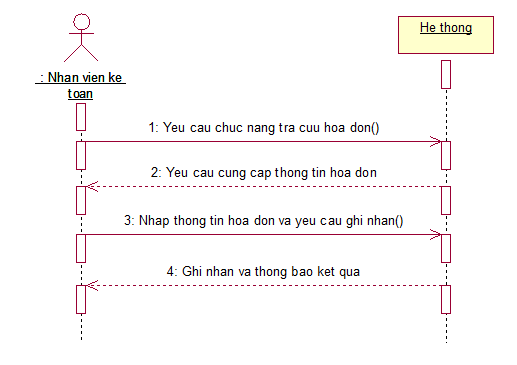 He thong
: Nhan vien ke
toan
1: Yeu cau chuc nang tra cuu hoa don()
2: Yeu cau cung cap thong tin hoa don
3: Nhap thong tin hoa don va yeu cau ghi nhan()
4: Ghi nhan va thong bao ket qua